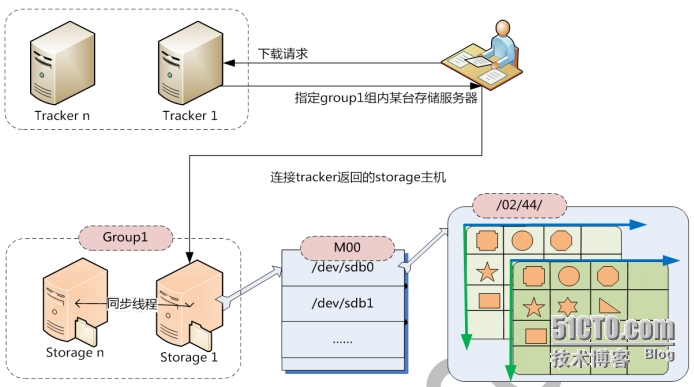 下载请求
Tracker n
Tracker 1
指定group1组内某台存储服务器
连接tracker返回的storage主机
Group1
M00
/02/44/
/dev/sdb0
同步线程
/dev/sdb1
Storage n
Storage 1
......
51CTO.com
技术博客 Blog